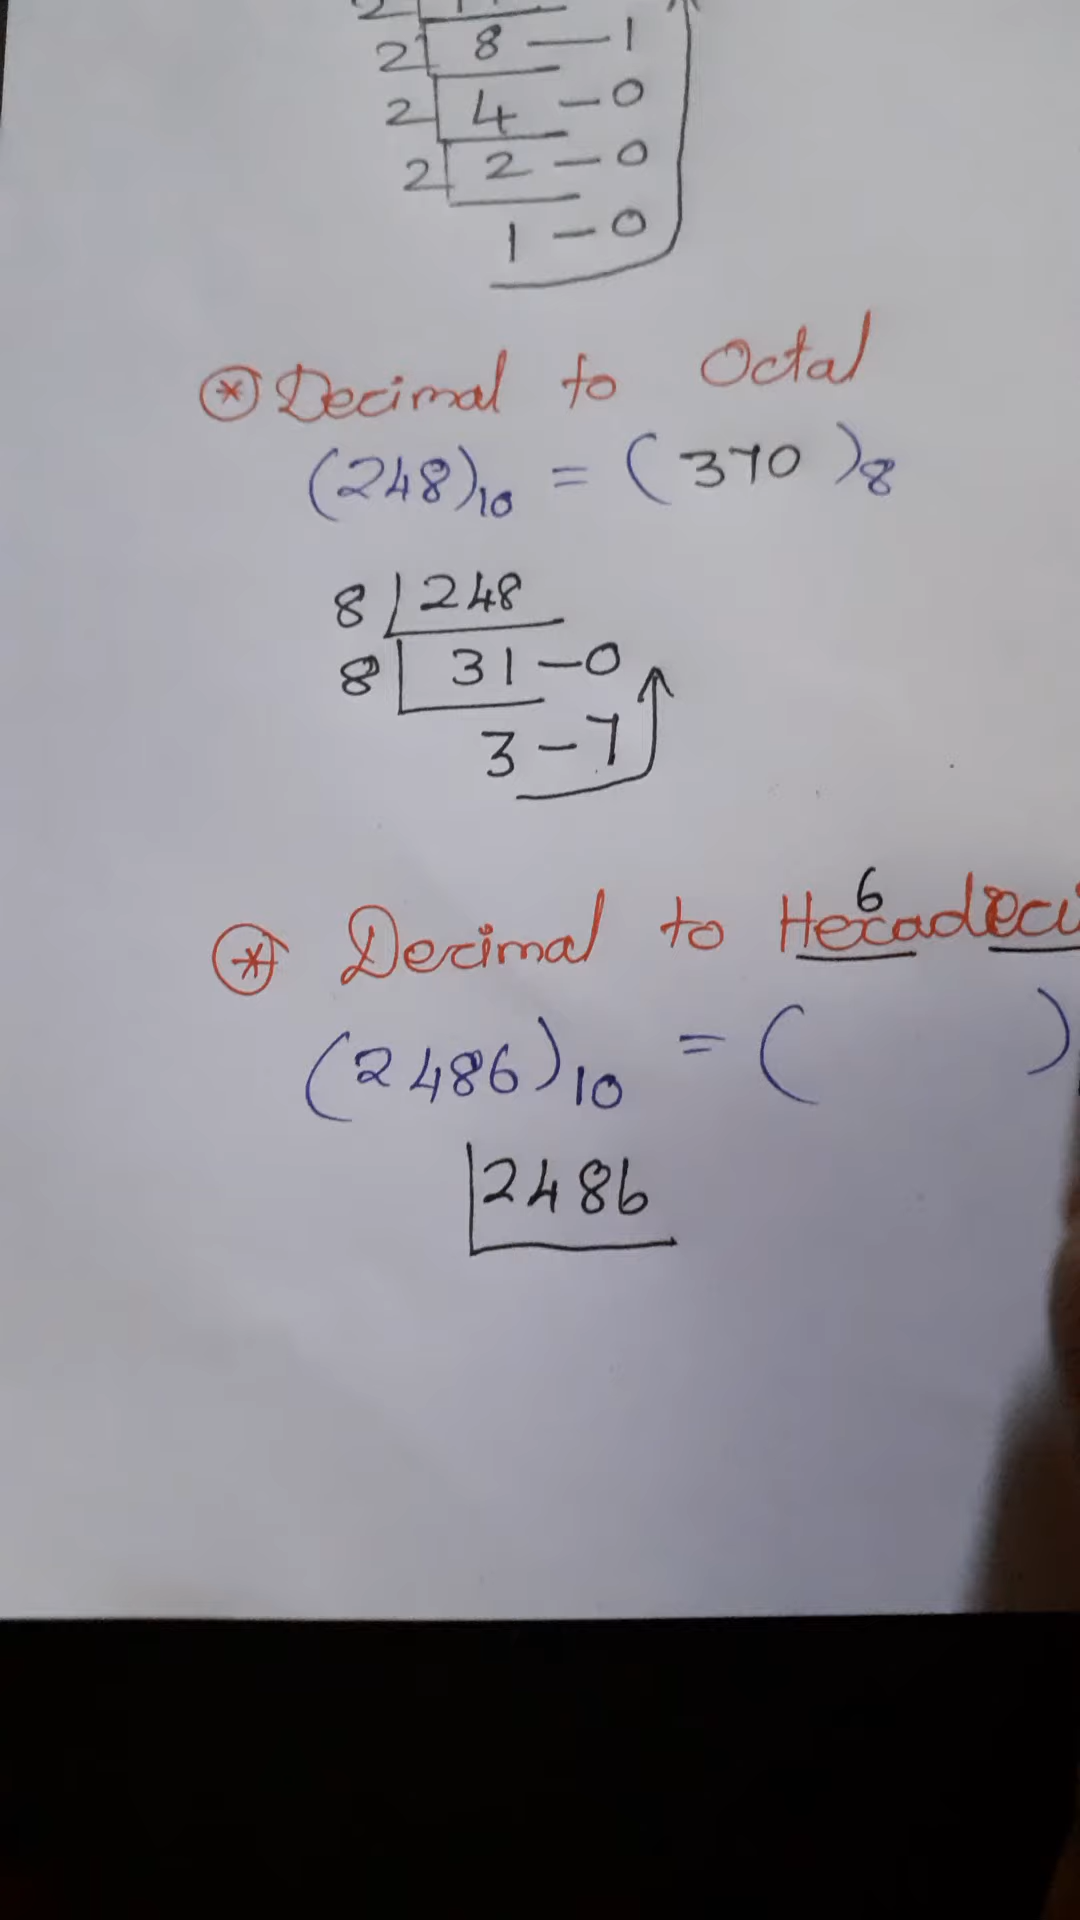 2 8 — 1
2 4 – 0
2 2 – 0
1 – 0
* Decimal to Octal
(248)10 = ( 370 )8
8 248
8 31 – 0
3 – 7
6
* Decimal to Hexadeci
(2486)10 = ( )
2486